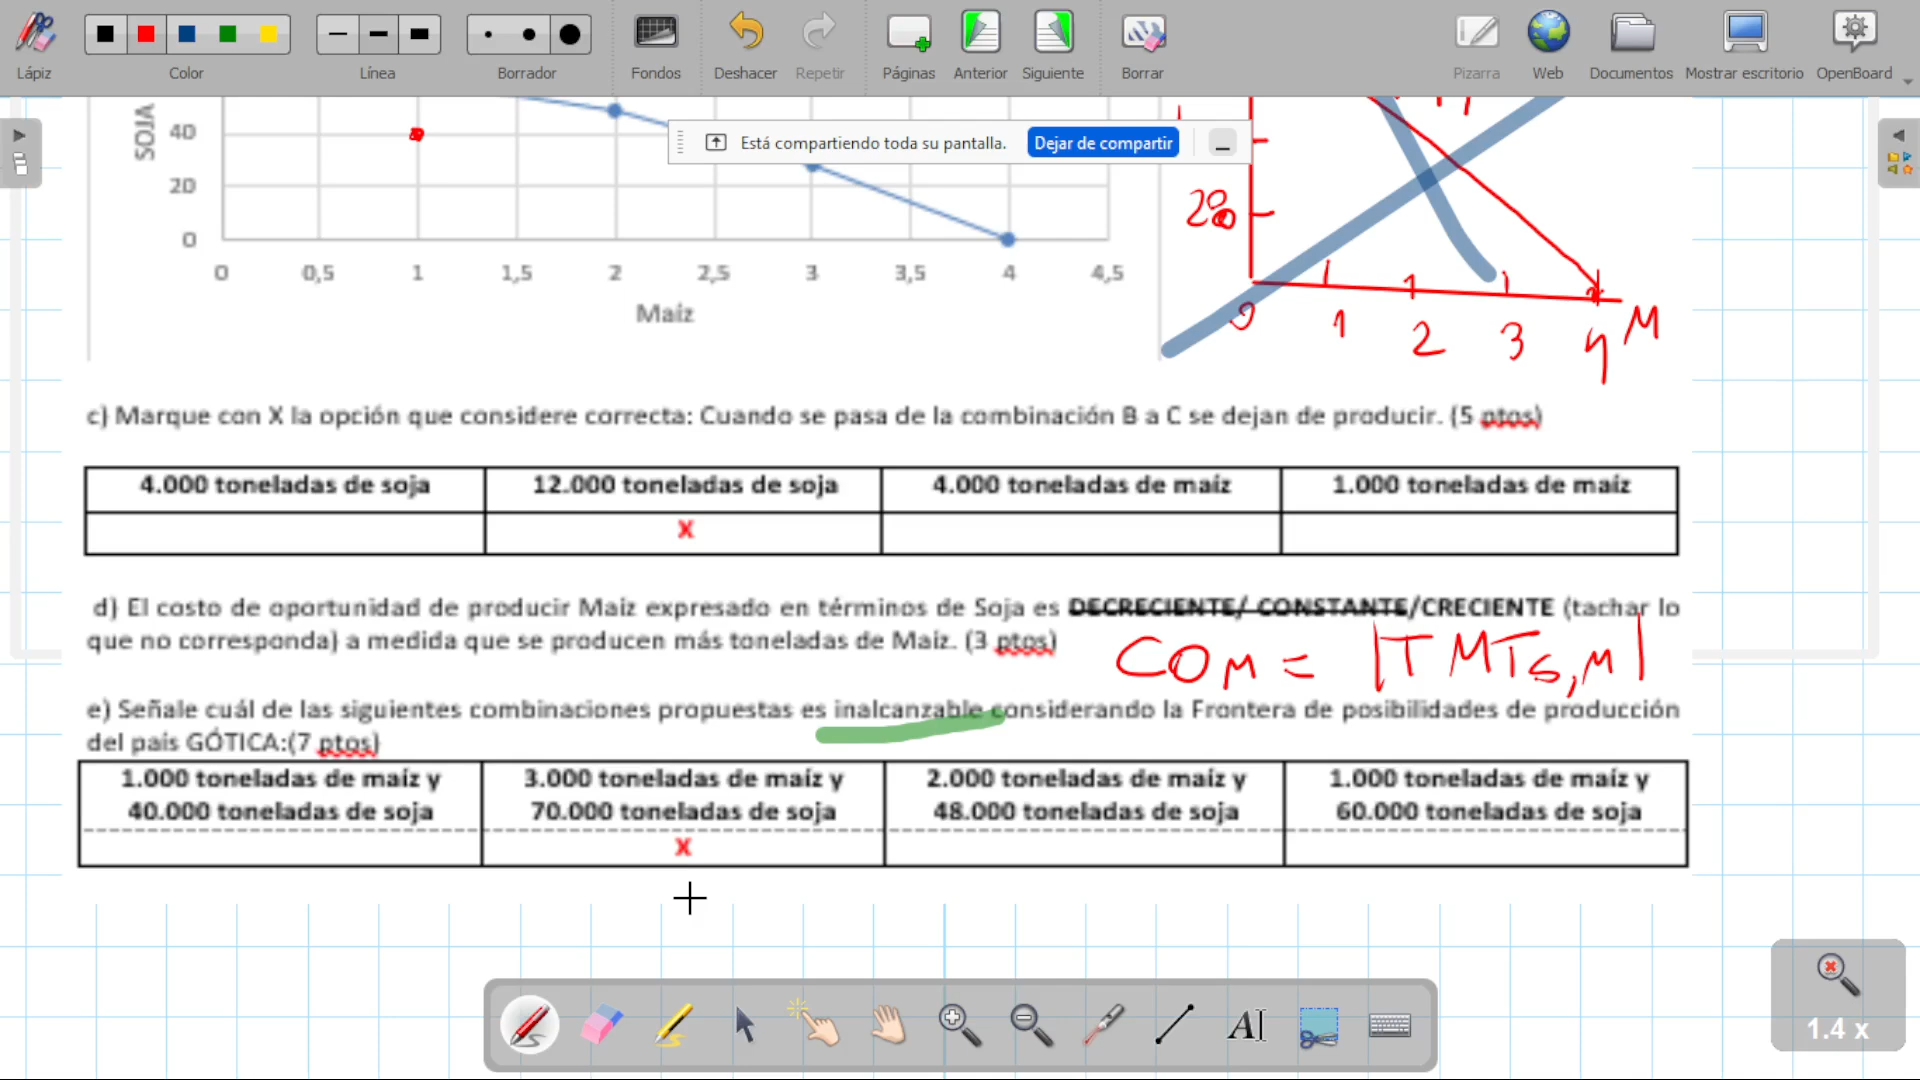 Lápiz
Color
Línea
Borrador
Fondos
Deshacer
Repetir
Páginas
Anterior
Siguiente
Borrar
Pizarra
Web
Documentos
Mostrar escritorio
OpenBoard
Está compartiendo toda su pantalla.
Dejar de compartir
SOJA
40
20
0
0 0,5 1 1,5 2 2,5 3 3,5 4 4,5
Maíz
20
0 1 2 3 4 M
c) Marque con X la opción que considere correcta: Cuando se pasa de la combinación B a C se dejan de producir. (5 ptos)
4.000 toneladas de soja
12.000 toneladas de soja
4.000 toneladas de maíz
1.000 toneladas de maíz
X
d) El costo de oportunidad de producir Maíz expresado en términos de Soja es DECRECIENTE/ CONSTANTE/CRECIENTE (tachar lo
que no corresponda) a medida que se producen más toneladas de Maíz. (3 ptos)
COM = |TMTS,M|
e) Señale cuál de las siguientes combinaciones propuestas es inalcanzable considerando la Frontera de posibilidades de producción
del país GÓTICA:(7 ptos)
1.000 toneladas de maíz y
40.000 toneladas de soja
3.000 toneladas de maíz y
70.000 toneladas de soja
2.000 toneladas de maíz y
48.000 toneladas de soja
1.000 toneladas de maíz y
60.000 toneladas de soja
X
AI
1.4 x